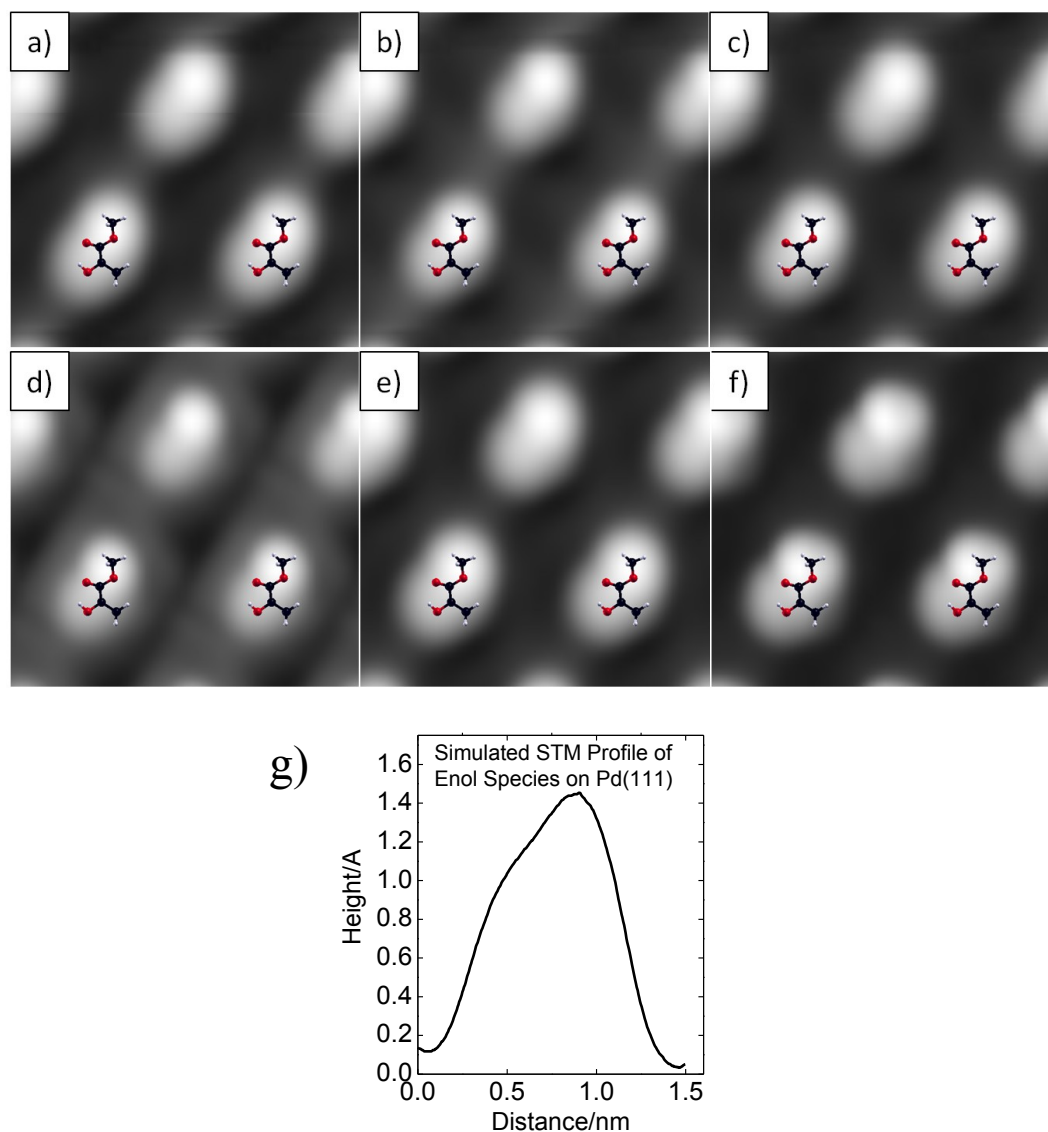 a)
b)
c)
d)
e)
f)
g)
Simulated STM Profile of
Enol Species on Pd(111)
Height/A
1.6
1.4
1.2
1.0
0.8
0.6
0.4
0.2
0.0
0.0 0.5 1.0 1.5
Distance/nm